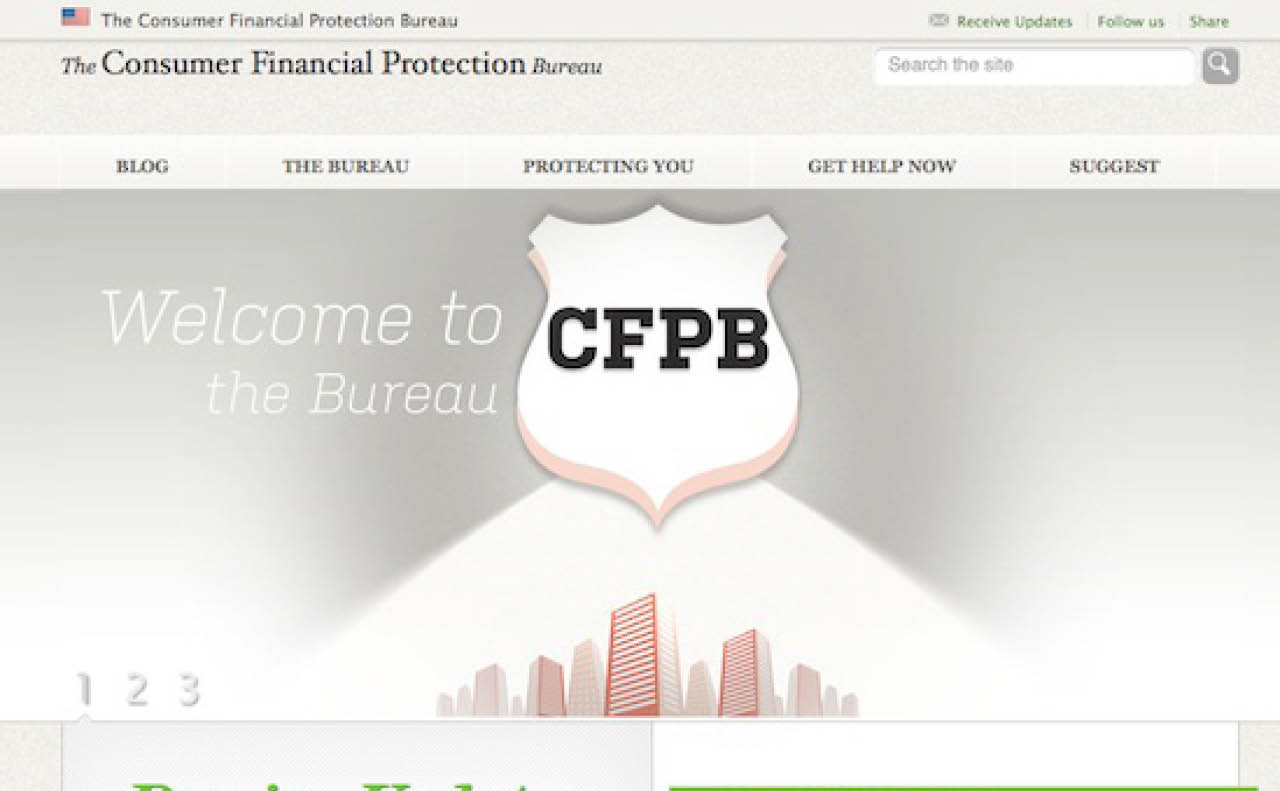 The Consumer Financial Protection Bureau
Receive Updates Follow us Share
The Consumer Financial Protection Bureau
Search the site
BLOG THE BUREAU PROTECTING YOU GET HELP NOW SUGGEST
Welcome to
the Bureau
CFPB
1 2 3